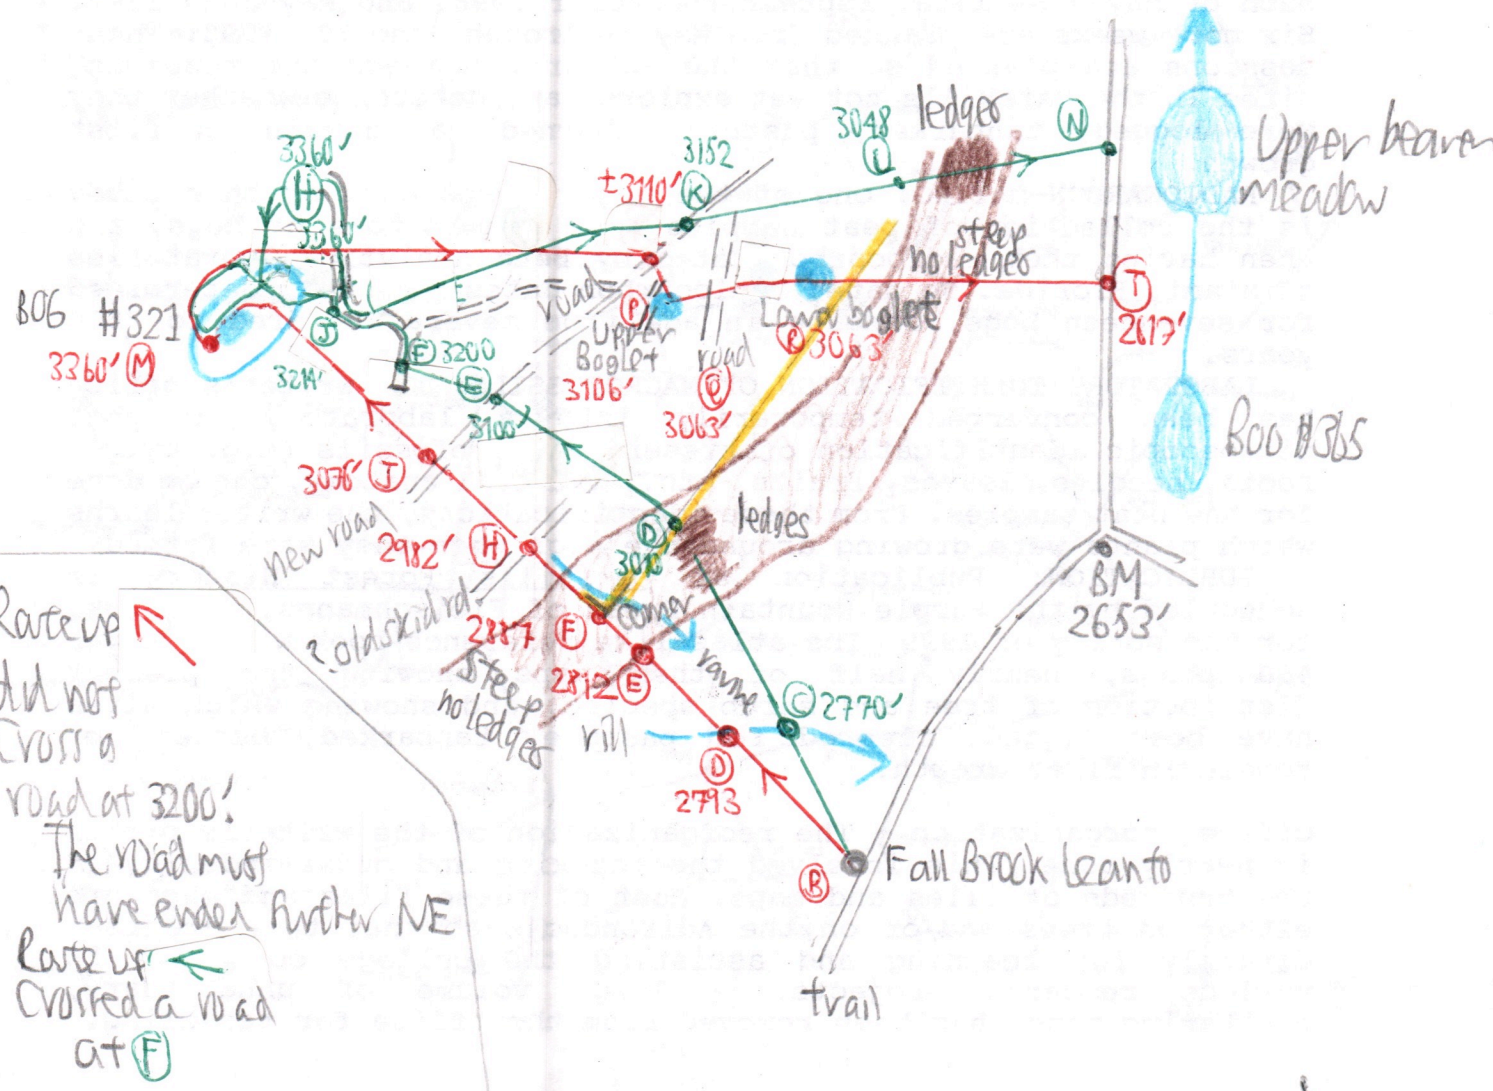 ledges
3048
L
N
Upper beaver
meadow
3360'
H
3360'
3152
K
±3110'
steep
no ledges
BOG #321
3360' M
J
3214'
F 3200
E
3100'
road
P
Upper
Boglet
3106'
road
Lower boglet
R 3063'
Q
3063'
T
2617'
3076' J
new road
2982' H
D
3018'
ledges
BOG #365
BM
2653'
? old skid rd.
2887 F
corner
2812 E
steep
no ledges
ravine
rill
C 2770'
D
2793
B
Fall Brook Leanto
trail
Route up
did not
cross a
road at 3200'.
The road must
have ended further NE
Route up
crossed a road
at F